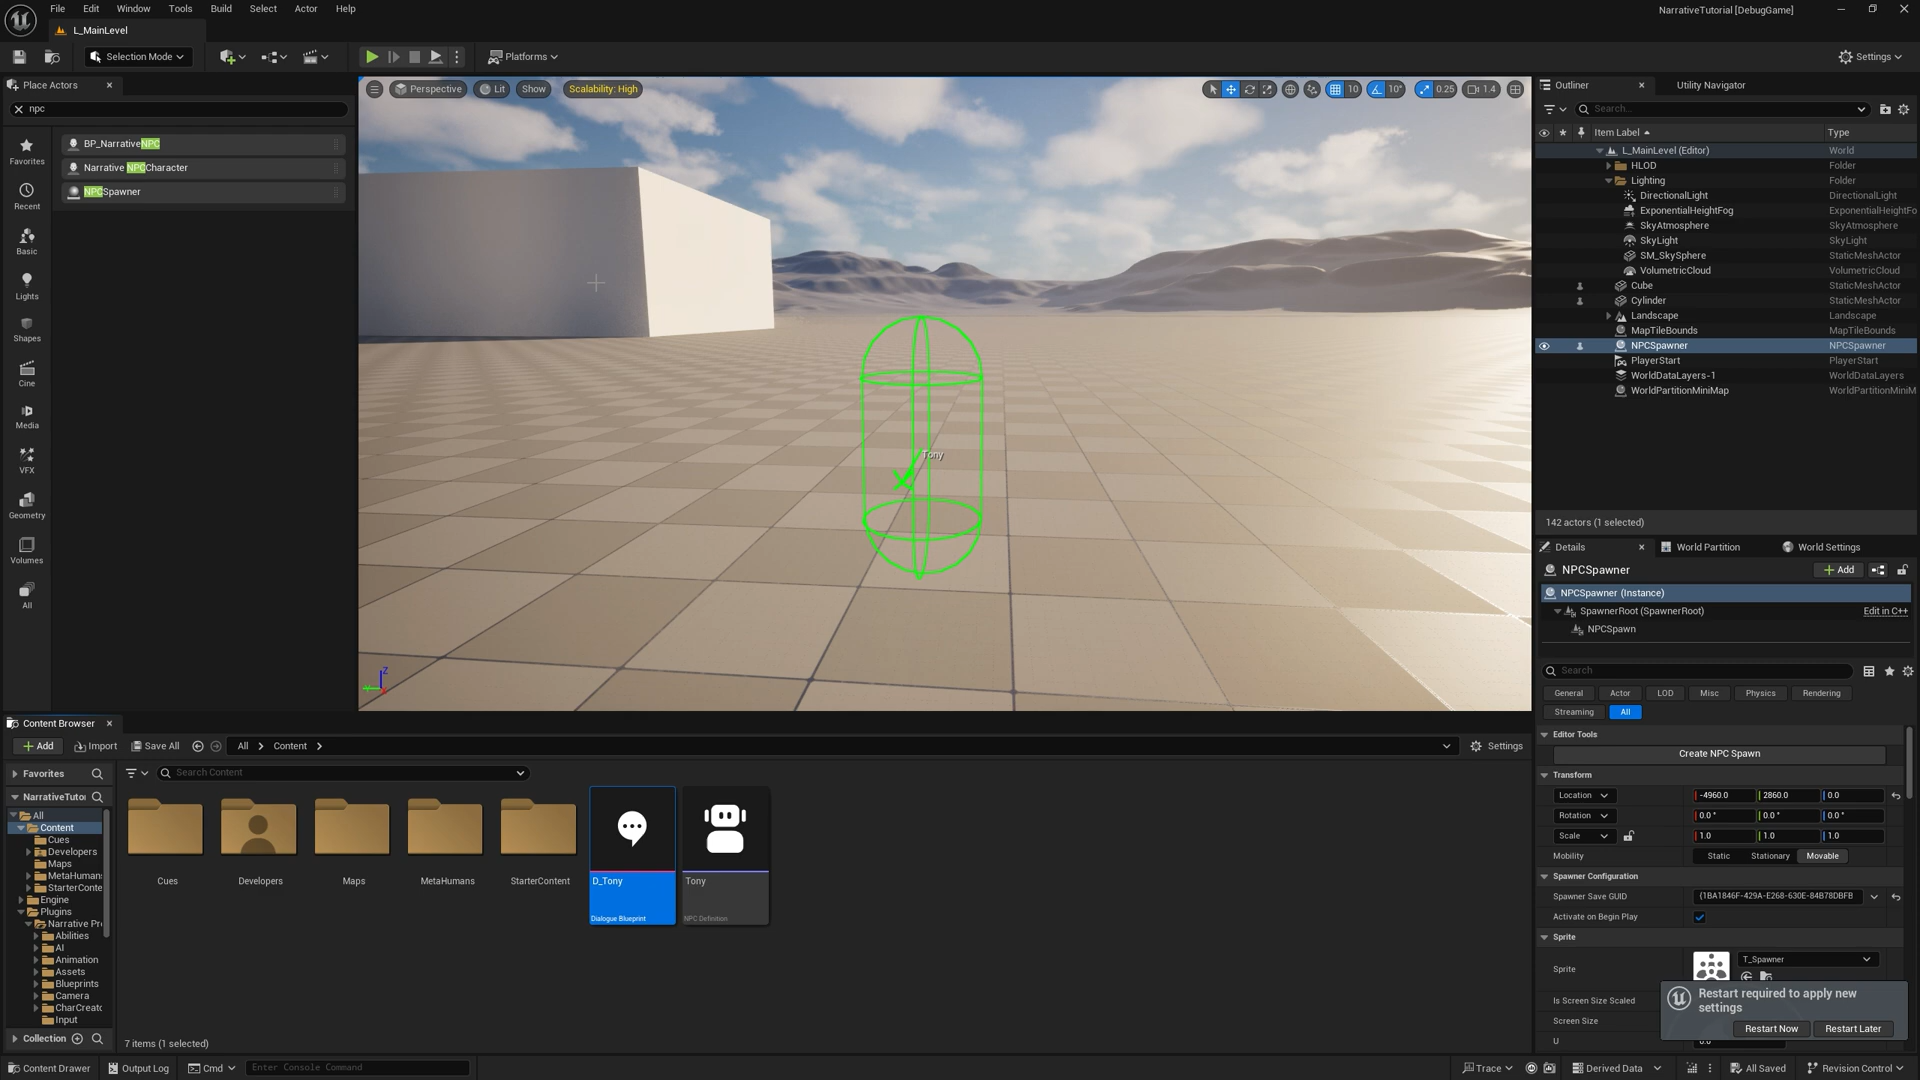 File Edit Window Tools Build Select Actor Help
NarrativeTutorial [DebugGame]
L_MainLevel
Selection Mode
Platforms
Settings
Place Actors
npc
BP_NarrativeNPC
Narrative NPCCharacter
NPCSpawner
Favorites
Recent
Basic
Lights
Shapes
Cine
Media
VFX
Geometry
Volumes
All
Perspective
Lit
Show
Scalability: High
10
10°
0.25
1.4
Tony
Z
Outliner
Utility Navigator
Search...
Item Label
Type
L_MainLevel (Editor) World
HLOD Folder
Lighting Folder
DirectionalLight DirectionalLight
ExponentialHeightFog ExponentialHeightFo
SkyAtmosphere SkyAtmosphere
SkyLight SkyLight
SM_SkySphere StaticMeshActor
VolumetricCloud VolumetricCloud
Cube StaticMeshActor
Cylinder StaticMeshActor
Landscape Landscape
MapTileBounds MapTileBounds
NPCSpawner NPCSpawner
PlayerStart PlayerStart
WorldDataLayers-1 WorldDataLayers
WorldPartitionMiniMap WorldPartitionMiniM
142 actors (1 selected)
Details
World Partition
World Settings
NPCSpawner
Add
NPCSpawner (Instance)
SpawnerRoot (SpawnerRoot)
Edit in C++
NPCSpawn
Search
General Actor LOD Misc Physics Rendering
Streaming All
Editor Tools
Create NPC Spawn
Transform
Location -4960.0 2860.0 0.0
Rotation 0.0 ° 0.0 ° 0.0 °
Scale 1.0 1.0 1.0
Mobility Static Stationary Movable
Spawner Configuration
Spawner Save GUID (1BA1846F-429A-E268-630E-84B78DBFB
Activate on Begin Play
Sprite
Sprite T_Spawner
Is Screen Size Scaled
Screen Size
U
Restart required to apply new
settings
Restart Now
Restart Later
Content Browser
Add Import Save All
All Content
Settings
Favorites
Search Content
NarrativeTutor
All
Content
Cues
Developers
Maps
MetaHumans
StarterConte
Engine
Plugins
Narrative Pr
Abilities
AI
Animation
Assets
Blueprints
Camera
CharCreato
Input
Collection
Cues
Developers
Maps
MetaHumans
StarterContent
D_Tony
Dialogue Blueprint
Tony
NPC Definition
7 items (1 selected)
Content Drawer
Output Log
Cmd
Enter Console Command
Trace
Derived Data
All Saved
Revision Control